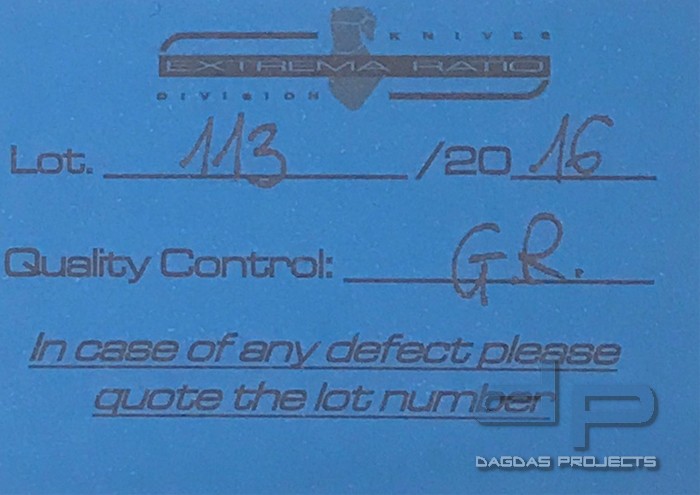 KNIVES
EXTREMA RATIO
DIVISION
Lot. 113 /20 16
Quality Control: G.R.
In case of any defect please
quote the lot number
dp
DAGDAS PROJECTS